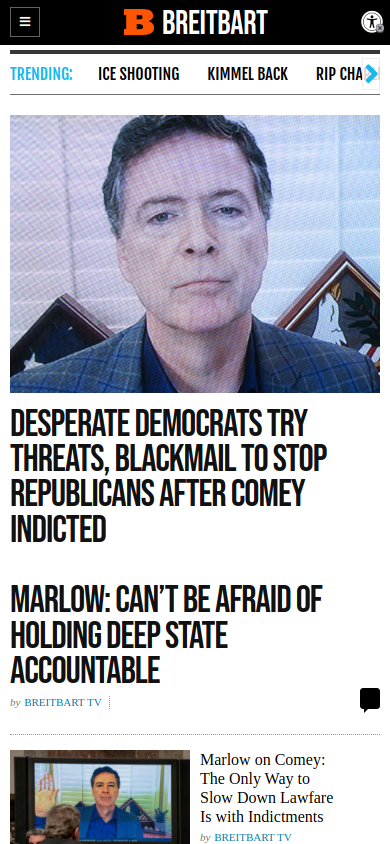 BREITBART
TRENDING: ICE SHOOTING KIMMEL BACK RIP CHA
DESPERATE DEMOCRATS TRY
THREATS, BLACKMAIL TO STOP
REPUBLICANS AFTER COMEY
INDICTED
MARLOW: CAN’T BE AFRAID OF
HOLDING DEEP STATE
ACCOUNTABLE
by BREITBART TV
Marlow on Comey:
The Only Way to
Slow Down Lawfare
Is with Indictments
by BREITBART TV